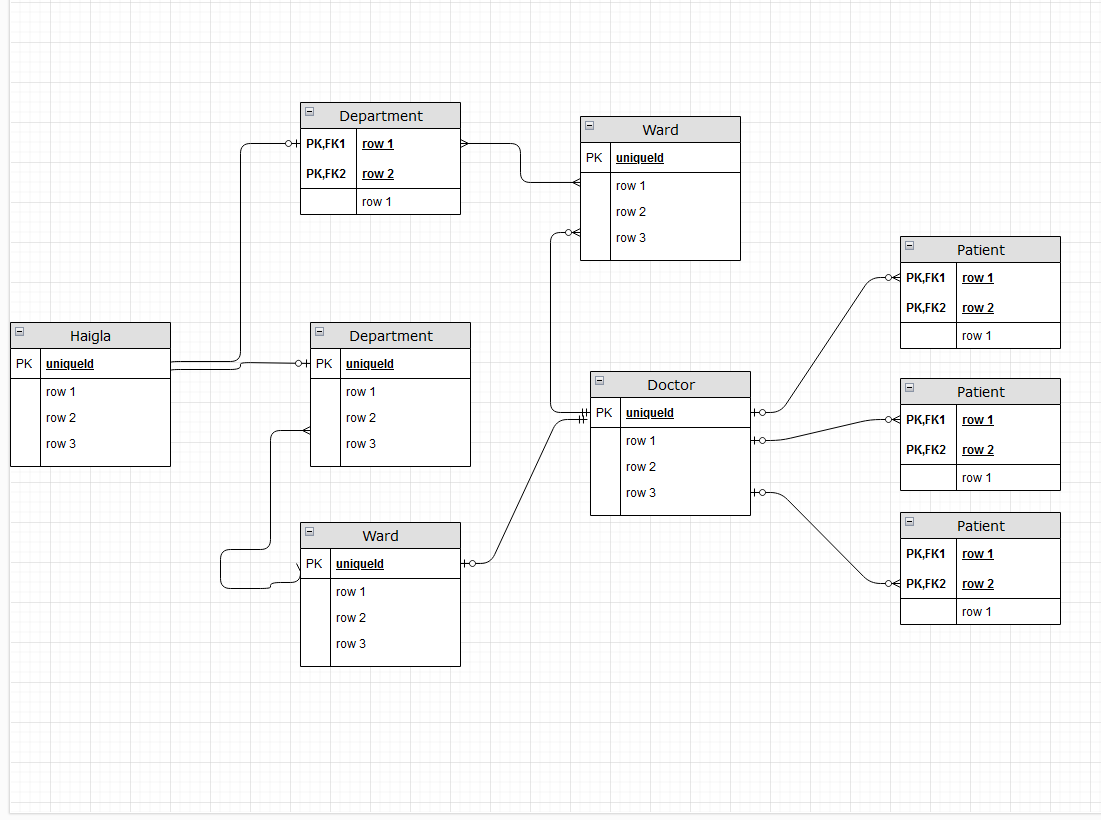 Department
PK,FK1 row 1
PK,FK2 row 2
row 1
Ward
PK uniqueId
row 1
row 2
row 3
Patient
PK,FK1 row 1
PK,FK2 row 2
row 1
Haigla
PK uniqueId
row 1
row 2
row 3
Department
PK uniqueId
row 1
row 2
row 3
Doctor
PK uniqueId
row 1
row 2
row 3
Patient
PK,FK1 row 1
PK,FK2 row 2
row 1
Ward
PK uniqueId
row 1
row 2
row 3
Patient
PK,FK1 row 1
PK,FK2 row 2
row 1